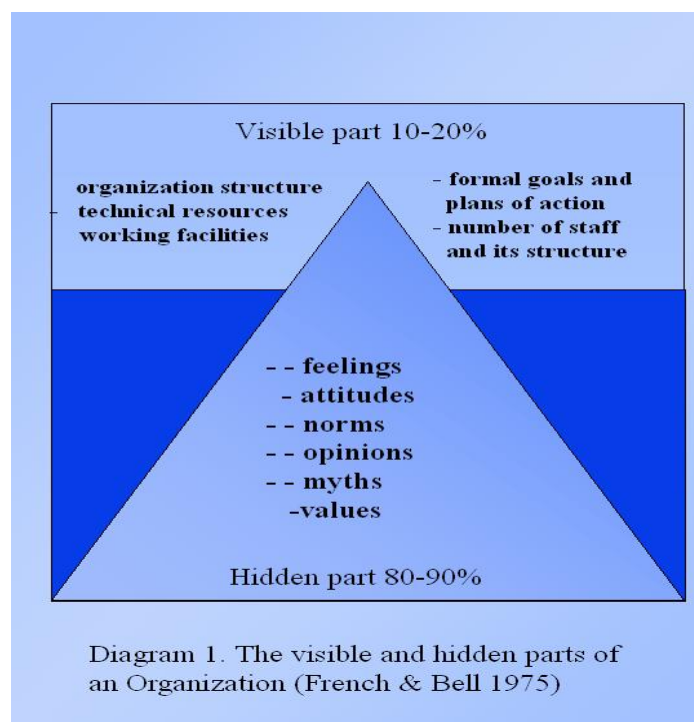 Visible part 10-20%
organization structure
- technical resources
working facilities
- formal goals and
plans of action
- number of staff
and its structure
- - feelings
- attitudes
- - norms
- - opinions
- - myths
-values
Hidden part 80-90%
Diagram 1. The visible and hidden parts of
an Organization (French & Bell 1975)